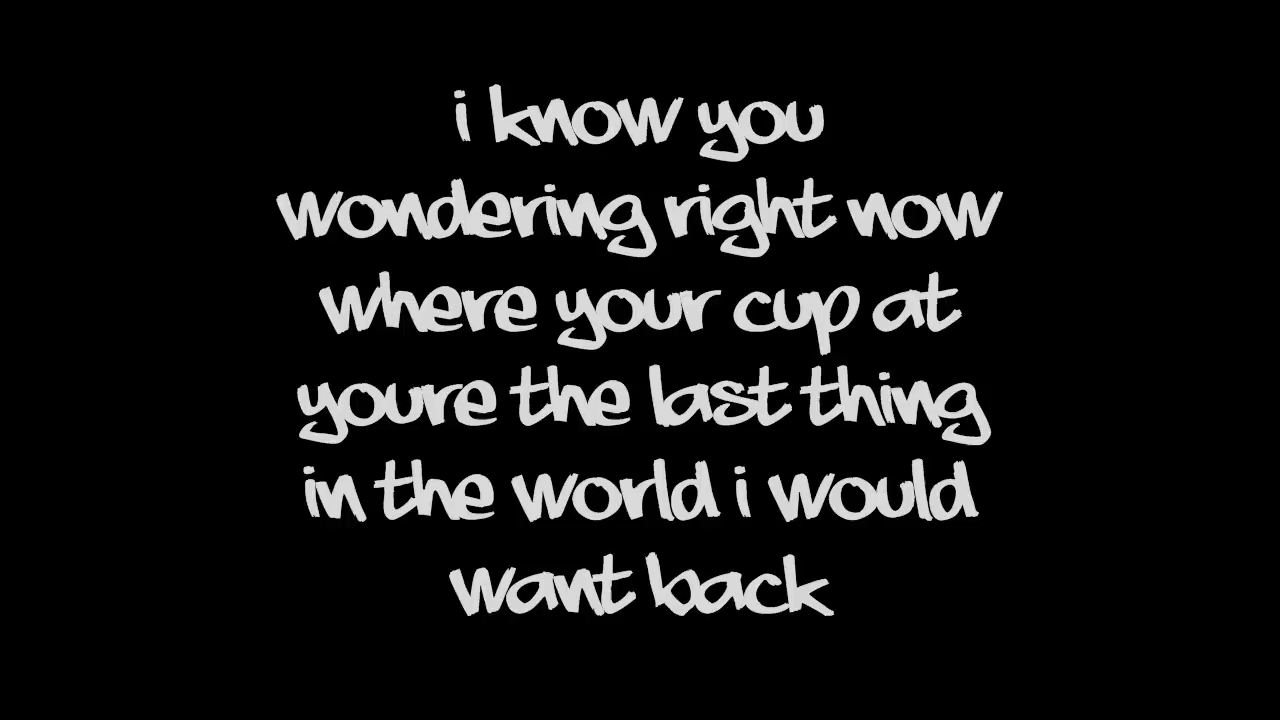 i know you
wondering right now
where your cup at
youre the last thing
in the world i would
want back